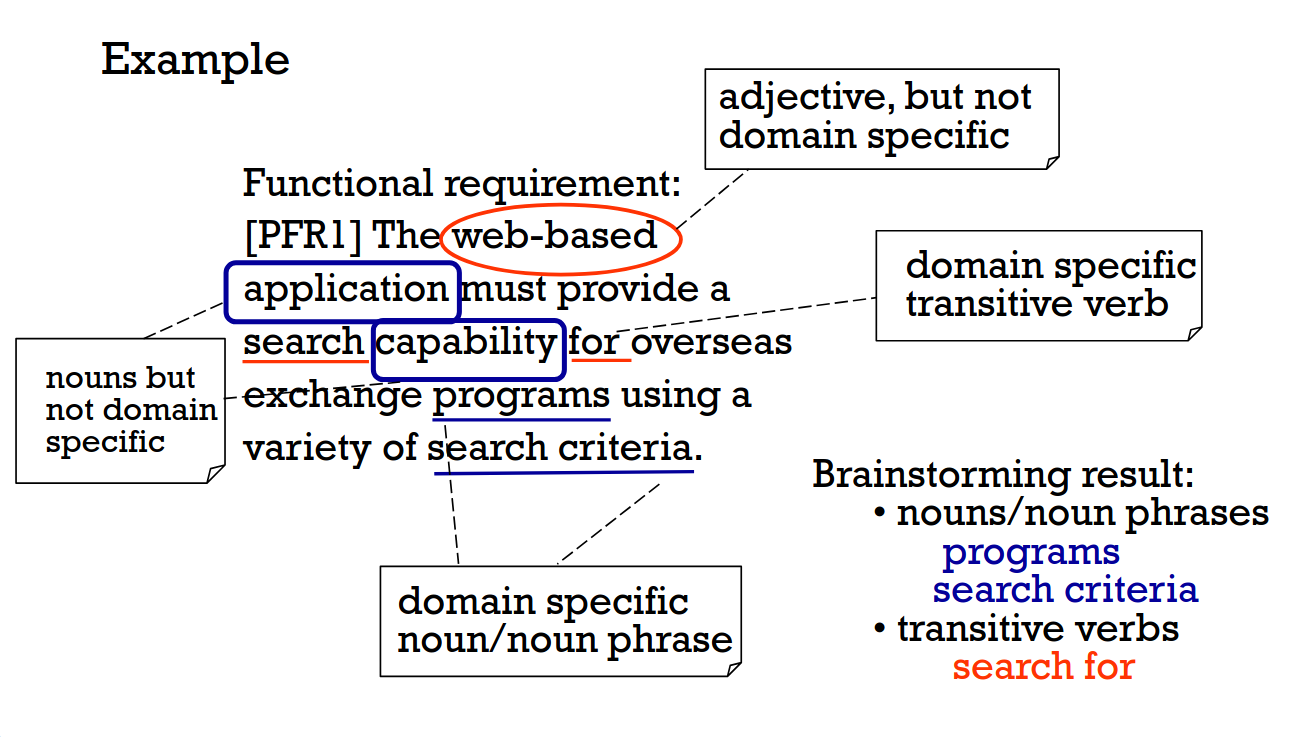 Example
adjective, but not
domain specific
Functional requirement:
[PFR1] The web-based
application must provide a
search capability for overseas
exchange programs using a
variety of search criteria.
domain specific
transitive verb
nouns but
not domain
specific
domain specific
noun/noun phrase
Brainstorming result:
• nouns/noun phrases
programs
search criteria
• transitive verbs
search for